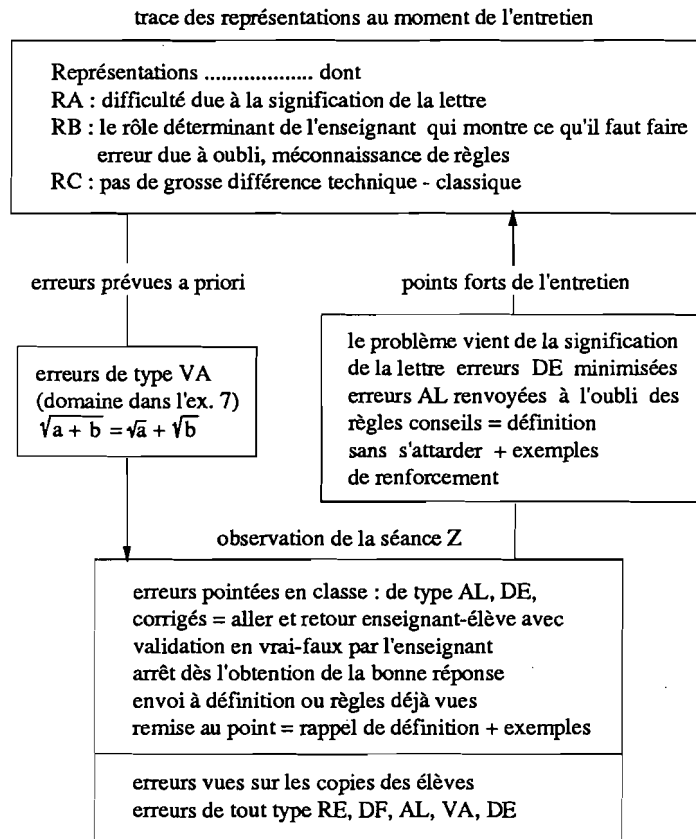 trace des représentations au moment de l'entretien
Représentations ................... dont
RA : difficulté due à la signification de la lettre
RB : le rôle déterminant de l'enseignant qui montre ce qu'il faut faire
erreur due à oubli, méconnaissance de règles
RC : pas de grosse différence technique - classique
erreurs prévues a priori
points forts de l'entretien
erreurs de type VA
(domaine dans l'ex. 7)
√a + b = √a + √b
le problème vient de la signification
de la lettre erreurs DE minimisées
erreurs AL renvoyées à l'oubli des
règles conseils = définition
sans s'attarder + exemples
de renforcement
observation de la séance Z
erreurs pointées en classe : de type AL, DE,
corrigés = aller et retour enseignant-élève avec
validation en vrai-faux par l'enseignant
arrêt dès l'obtention de la bonne réponse
envoi à définition ou règles déjà vues
remise au point = rappel de définition + exemples
erreurs vues sur les copies des élèves
erreurs de tout type RE, DF, AL, VA, DE